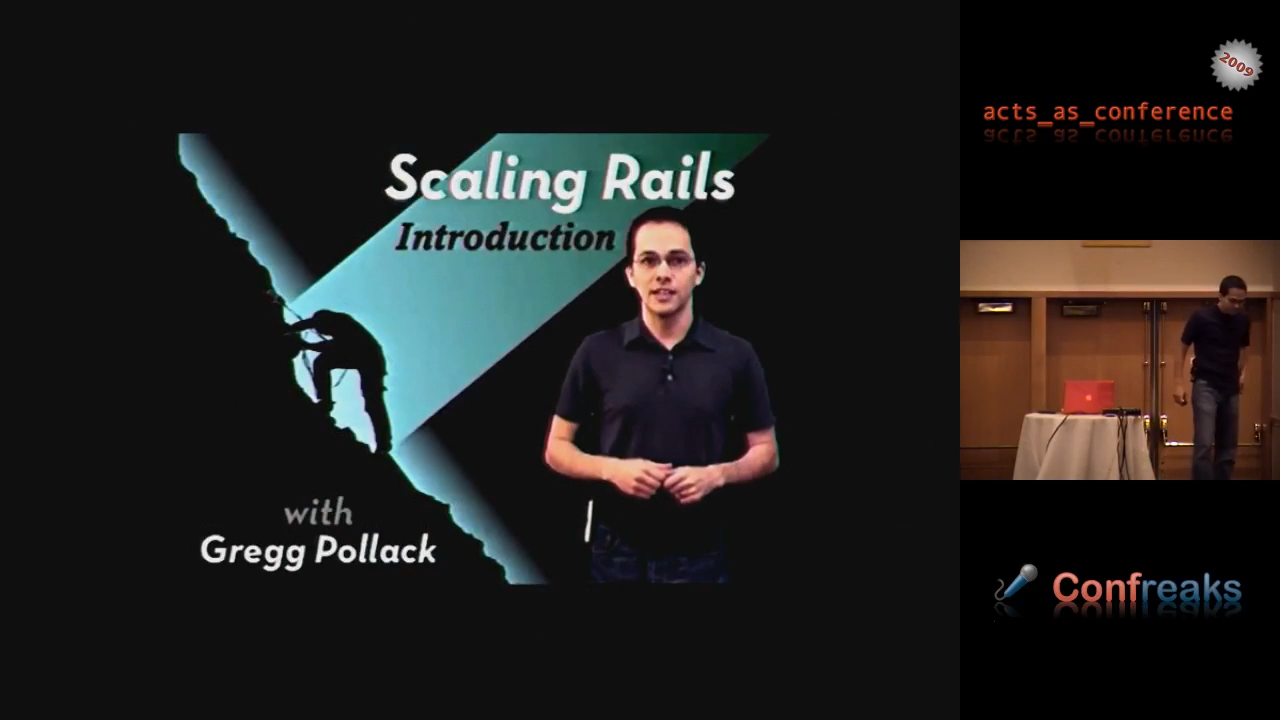 Scaling Rails
Introduction
with
Gregg Pollack
2009
acts_as_conference
Confreaks